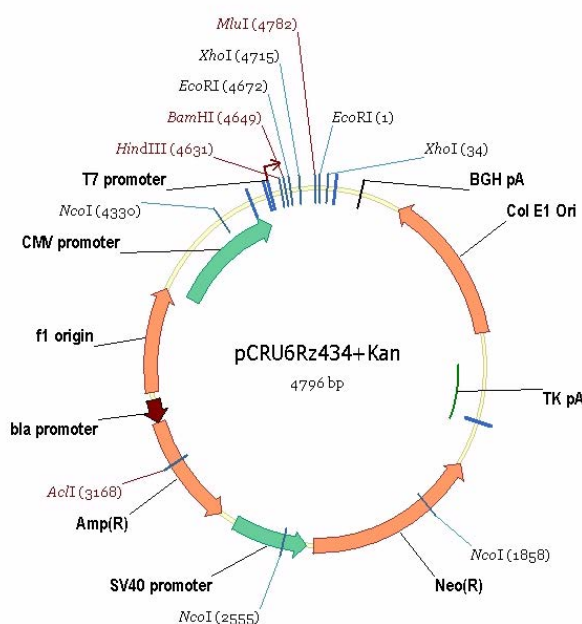 MluI (4782)
XhoI (4715)
EcoRI (4672)
BamHI (4649)
HindIII (4631)
T7 promoter
NcoI (4330)
CMV promoter
f1 origin
bla promoter
AclI (3168)
Amp(R)
SV40 promoter
NcoI (2555)
EcoRI (1)
XhoI (34)
BGH pA
Col E1 Ori
TK pA
NcoI (1858)
Neo(R)
pCRU6Rz434+Kan
4796 bp